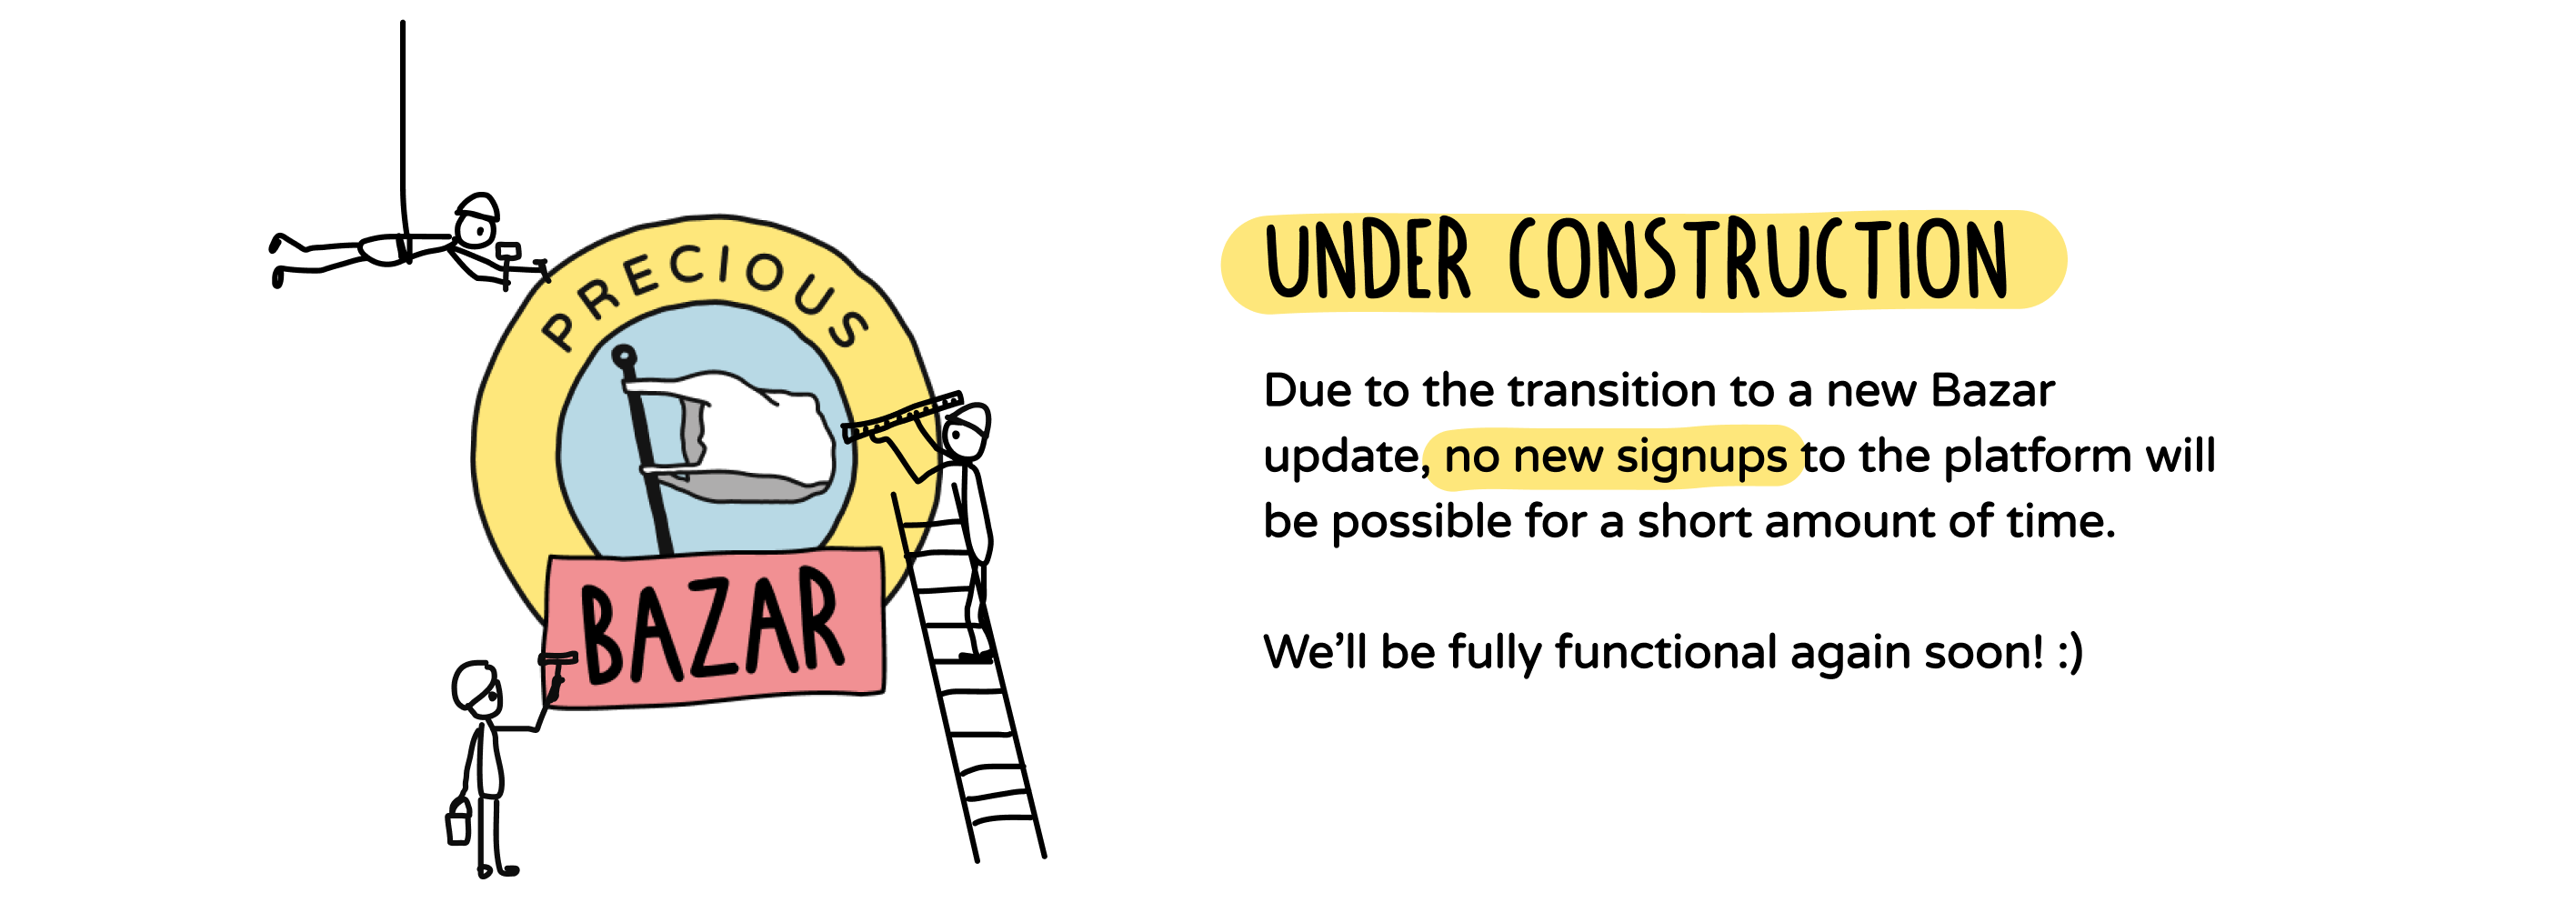 PRECIOUS
BAZAR
UNDER CONSTRUCTION
Due to the transition to a new Bazar
update, no new signups to the platform will
be possible for a short amount of time.
We’ll be fully functional again soon! :)